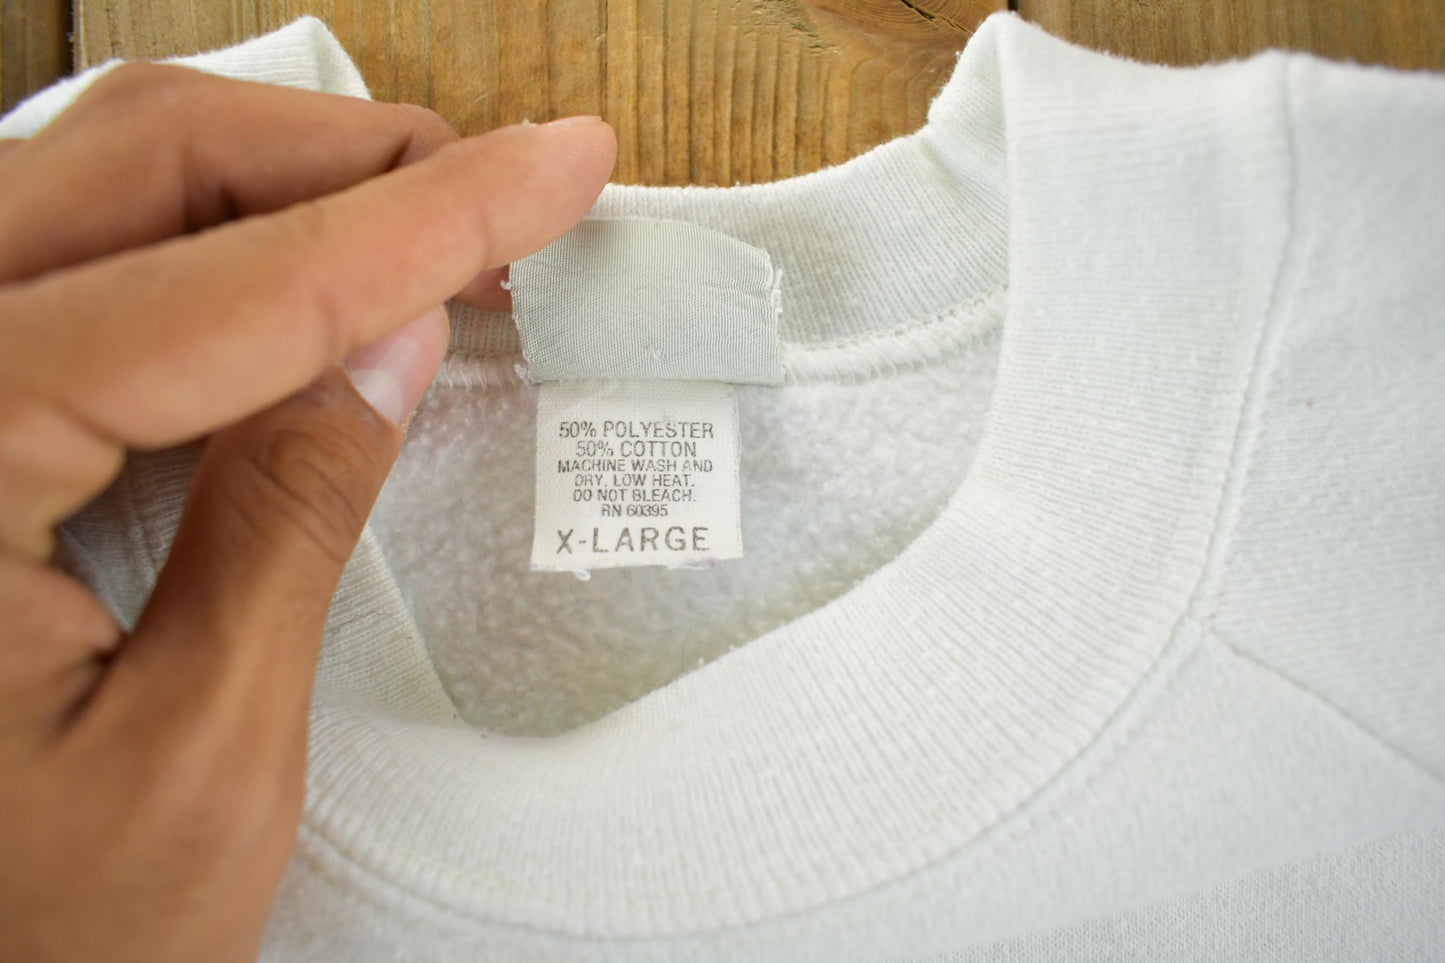 50% POLYESTER
50% COTTON
MACHINE WASH AND
DRY, LOW HEAT.
DO NOT BLEACH.
RN 60395
X-LARGE